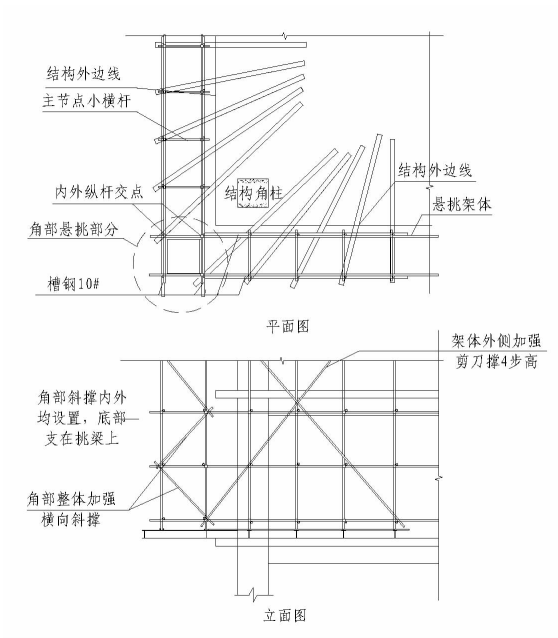 结构外边线
主节点小横杆
结构外边线
内外纵杆交点
结构角柱
悬挑架体
角部悬挑部分
槽钢10#
平面图
架体外侧加强
剪刀撑4步高
角部斜撑内外
均设置，底部
支在挑梁上
角部整体加强
横向斜撑
立面图